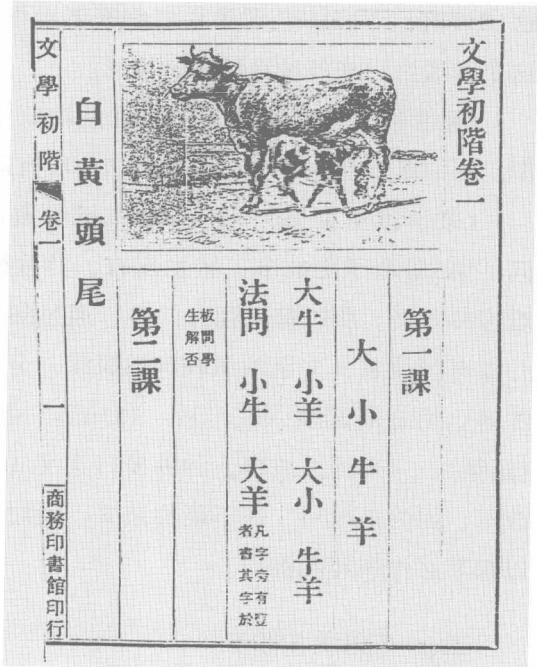 文學初階卷一
第一課
大 小 牛 羊
大牛 小羊 大小 牛羊
法問 小牛 大羊
凡字旁有
者書其字於
板問學
生解否
第二課
白 黃 頭 尾
文學初階 卷一
一
商務印書館印行